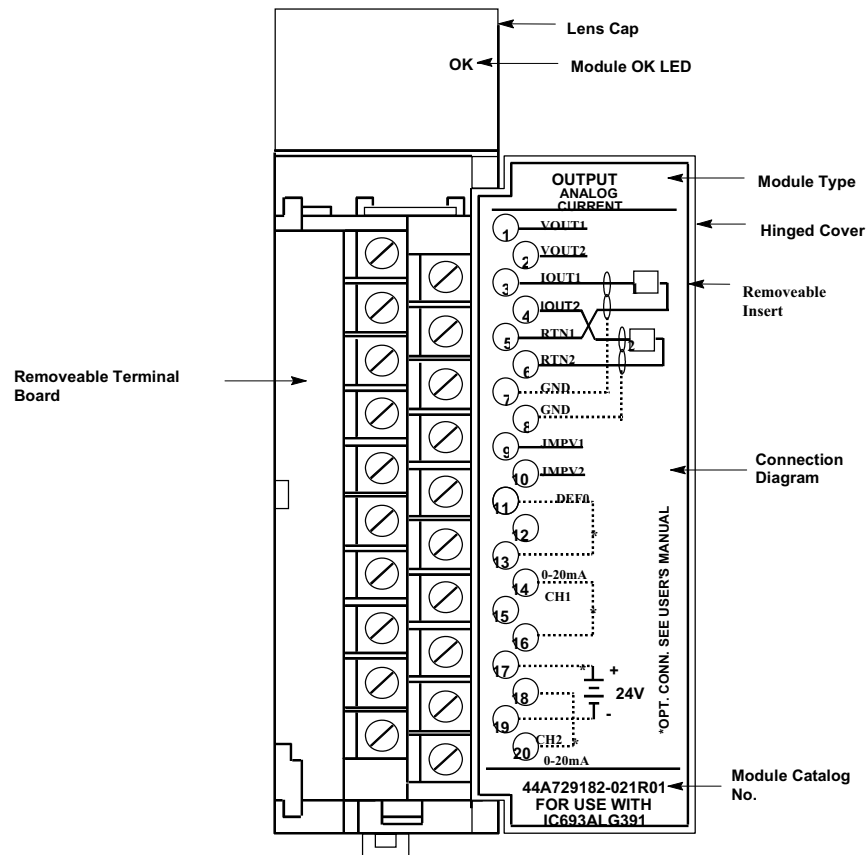 Lens Cap
OK
Module OK LED
OUTPUT
ANALOG
CURRENT
Module Type
Hinged Cover
1 VOUT1
2 VOUT2
3 IOUT1
Removeable
Insert
4 IOUT2
5 RTN1
2
6 RTN2
7 GND
8 GND
Removeable Terminal
Board
9 JMPV1
10 JMPV2
Connection
Diagram
11 DEF0
12
*
13
14 0-20mA
CH1
*
15
16
17
* +
24V
18
-
19
20 CH2 *
0-20mA
*OPT. CONN. SEE USER'S MANUAL
44A729182-021R01
FOR USE WITH
IC693ALG391
Module Catalog
No.